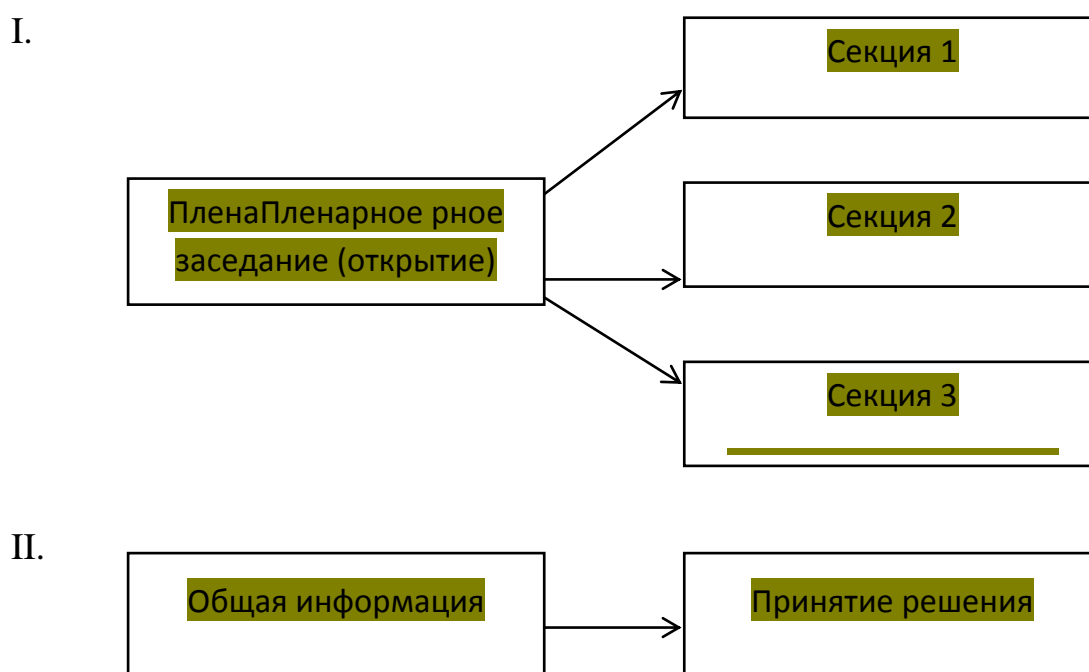 I.
Секция 1
ПленаПленарное рное
заседание (открытие)
Секция 2
Секция 3
II.
Общая информация
Принятие решения